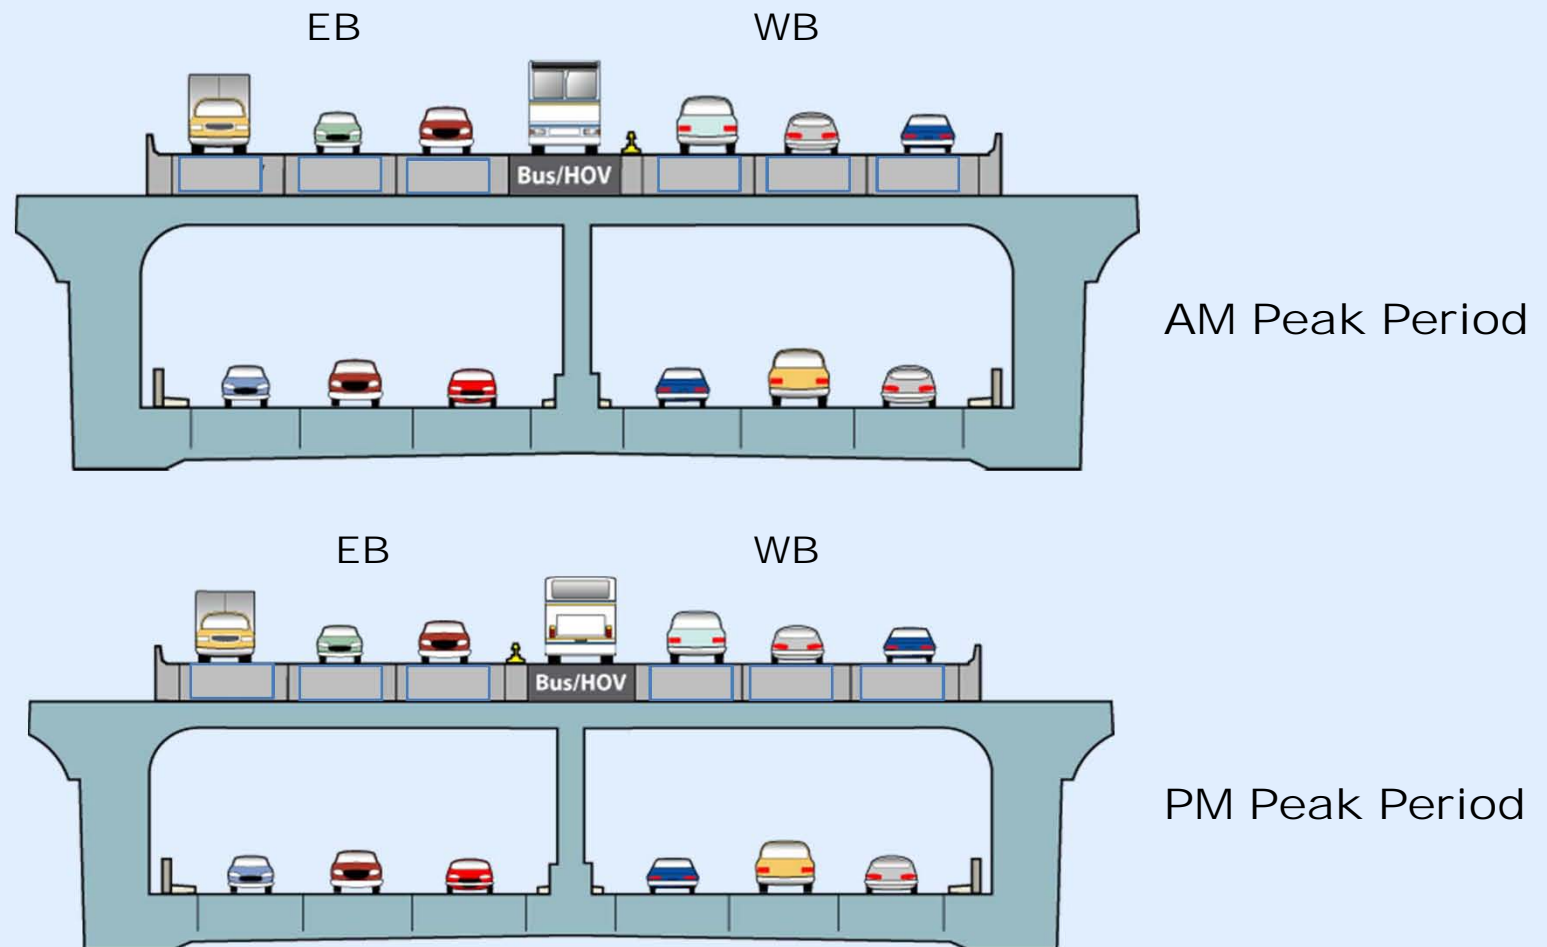 EB
WB
Bus/HOV
AM Peak Period
EB
WB
Bus/HOV
PM Peak Period